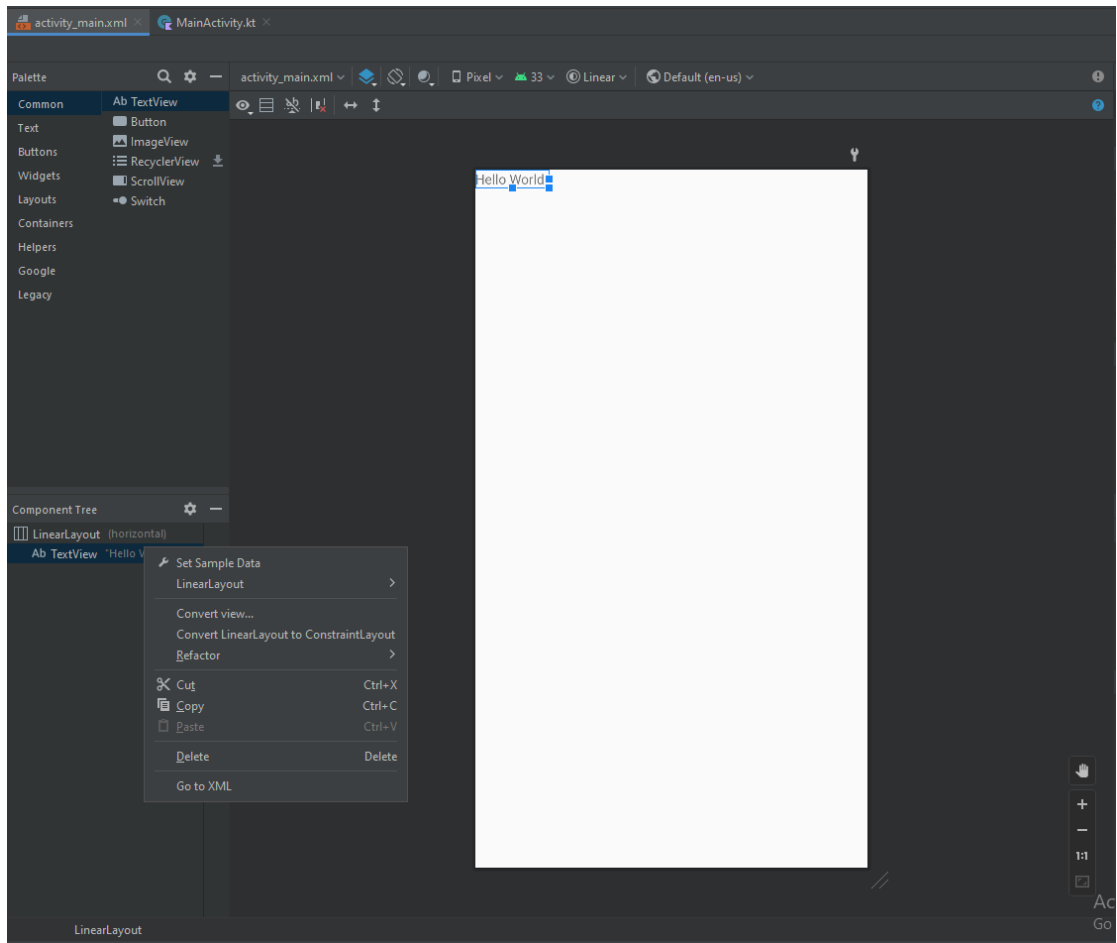 activity_main.xml
MainActivity.kt
Palette
activity_main.xml
Pixel
33
Linear
Default (en-us)
Common
Text
Buttons
Widgets
Layouts
Containers
Helpers
Google
Legacy
Ab TextView
Button
ImageView
RecyclerView
ScrollView
Switch
Hello World
Component Tree
LinearLayout (horizontal)
Ab TextView "Hello
Set Sample Data
LinearLayout
Convert view...
Convert LinearLayout to ConstraintLayout
Refactor
Cut Ctrl+X
Copy Ctrl+C
Paste Ctrl+V
Delete Delete
Go to XML
1:1
Ac
Go
LinearLayout